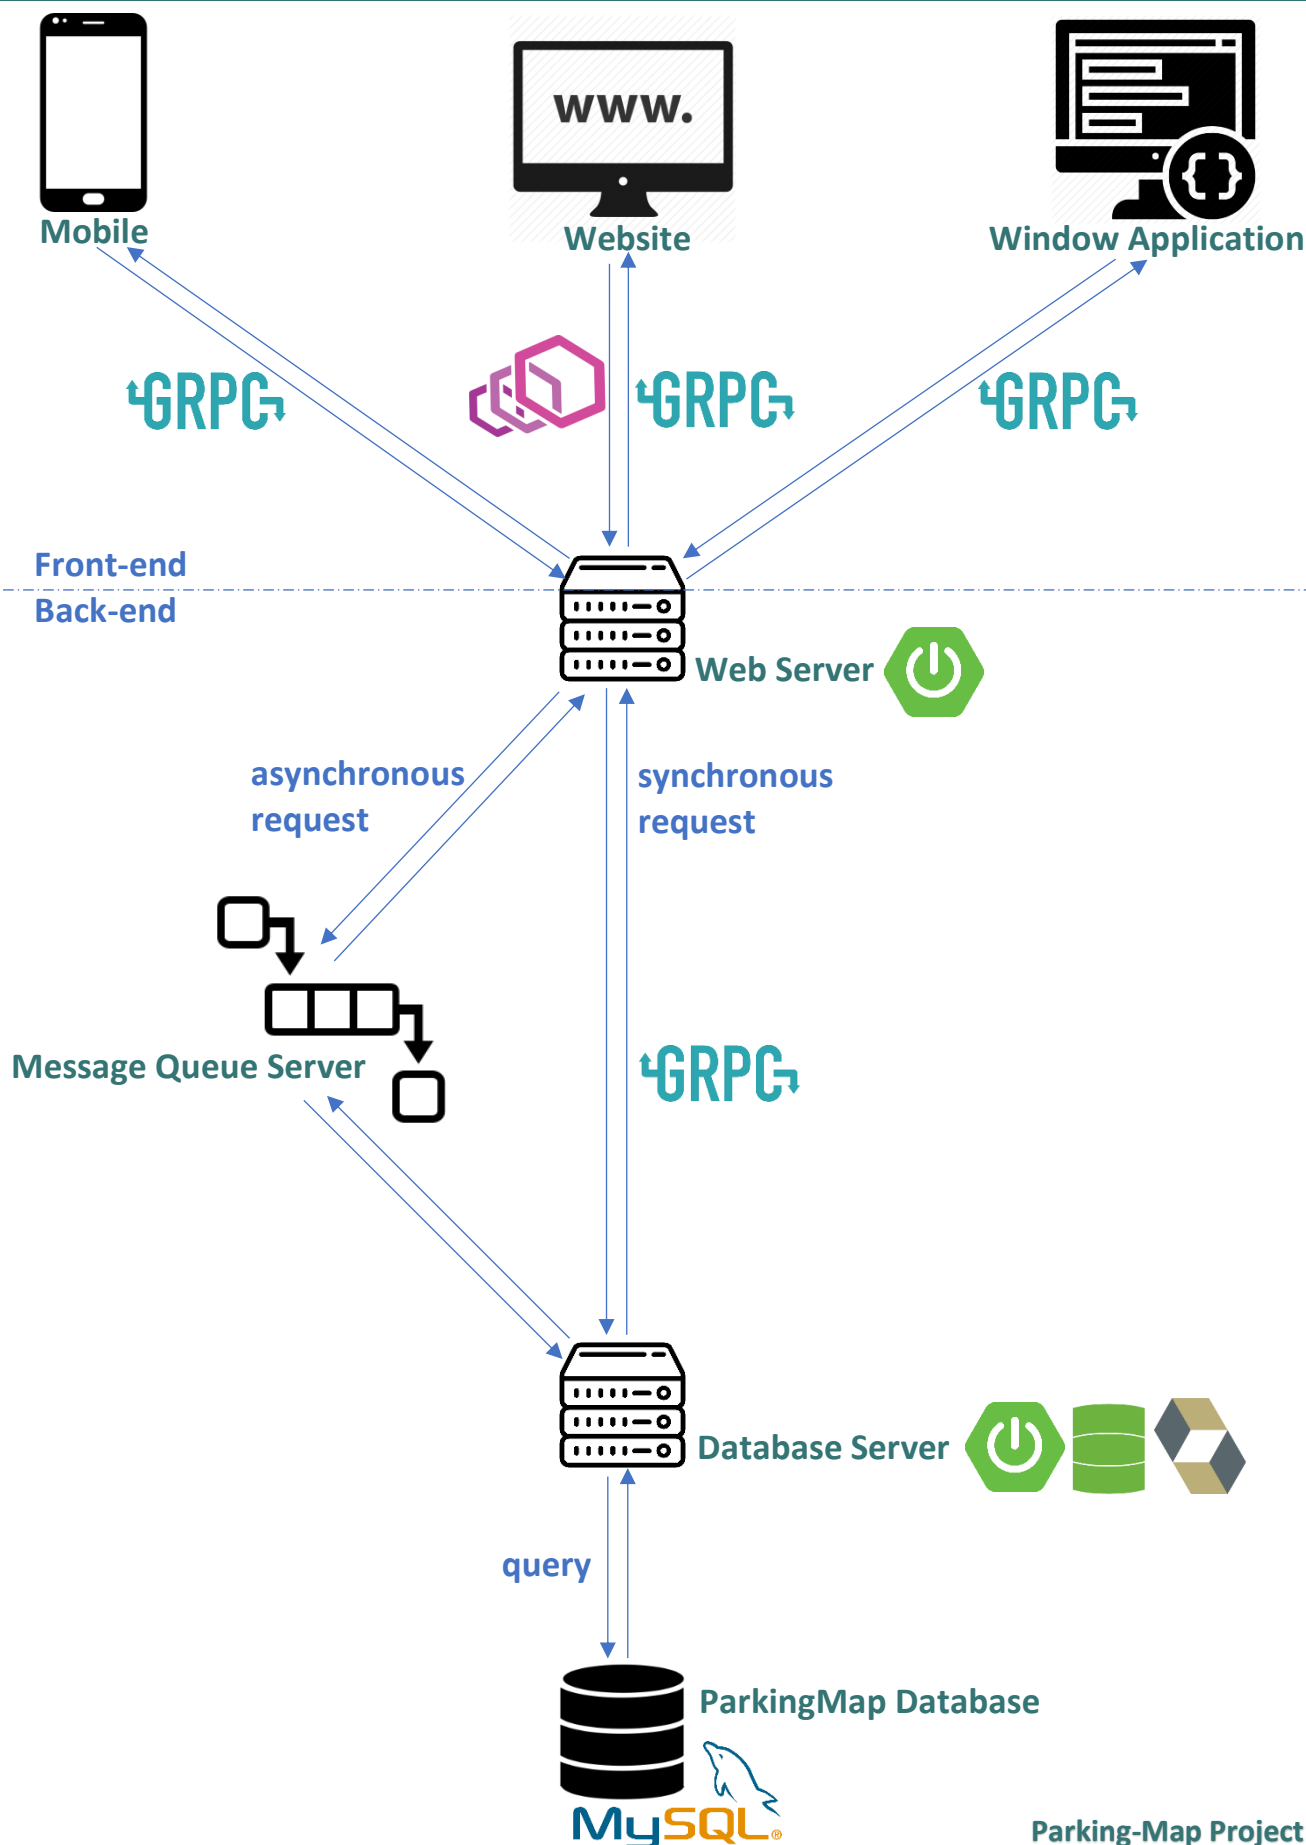 www.
Mobile
Website
Window Application
GRPC
GRPC
GRPC
Front-end
Back-end
Web Server
asynchronous
request
synchronous
request
Message Queue Server
GRPC
Database Server
query
ParkingMap Database
MySQL®
Parking-Map Project